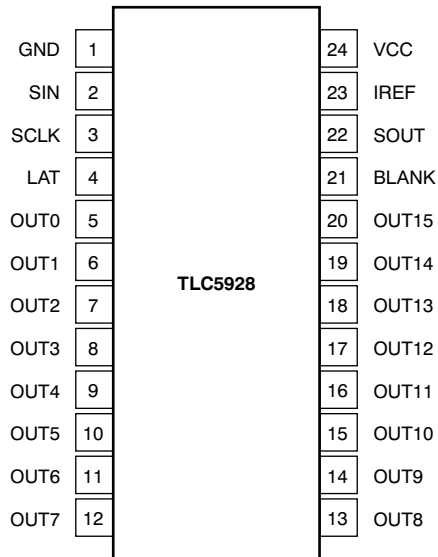 GND 1 24 VCC
SIN 2 23 IREF
SCLK 3 22 SOUT
LAT 4 21 BLANK
OUT0 5 20 OUT15
OUT1 6 19 OUT14
TLC5928
OUT2 7 18 OUT13
OUT3 8 17 OUT12
OUT4 9 16 OUT11
OUT5 10 15 OUT10
OUT6 11 14 OUT9
OUT7 12 13 OUT8